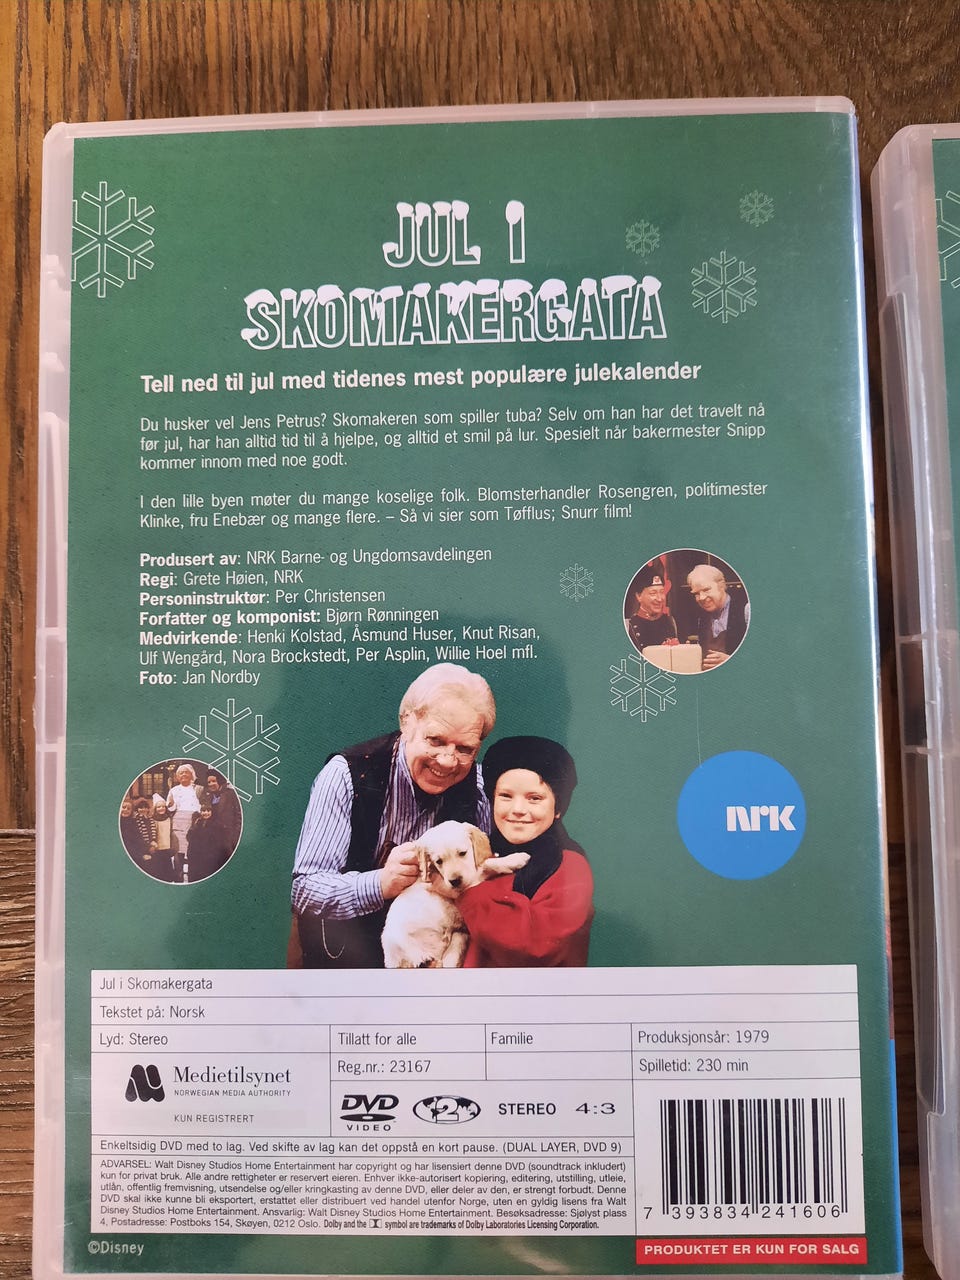 JUL I
SKOMAKERGATA
Tell ned til jul med tidenes mest populære julekalender
Du husker vel Jens Petrus? Skomakeren som spiller tuba? Selv om han har det travelt nå
før jul, har han alltid tid til å hjelpe, og alltid et smil på lur. Spesielt når bakermester Snipp
kommer innom med noe godt.
I den lille byen møter du mange koselige folk. Blomsterhandler Rosengren, politimester
Klinke, fru Enebær og mange flere. – Så vi sier som Tøfflus; Snurr film!
Produsert av: NRK Barne- og Ungdomsavdelingen
Regi: Grete Høien, NRK
Personinstruktør: Per Christensen
Forfatter og komponist: Bjørn Rønningen
Medvirkende: Henki Kolstad, Åsmund Huser, Knut Risan,
Ulf Wengård, Nora Brockstedt, Per Asplin, Willie Hoel mfl.
Foto: Jan Nordby
NRK
Jul i Skomakergata
Tekstet på: Norsk
Lyd: Stereo
Tillatt for alle
Familie
Produksjonsår: 1979
Reg.nr.: 23167
Spilletid: 230 min
Medietilsynet
NORWEGIAN MEDIA AUTHORITY
KUN REGISTRERT
DVD
VIDEO
2
STEREO
4:3
Enkeltsidig DVD med to lag. Ved skifte av lag kan det oppstå en kort pause. (DUAL LAYER, DVD 9)
ADVARSEL: Walt Disney Studios Home Entertainment har copyright og har lisensiert denne DVD (soundtrack inkludert)
kun for privat bruk. Alle andre rettigheter er reservert eieren. Enhver ikke-autorisert kopiering, editering, utstilling, utleie,
utlån, offentlig fremvisning, utsendelse og/eller kringkasting av denne DVD, eller deler av den, er strengt forbudt. Denne
DVD skal ikke kunne bli eksportert, erstattet eller distribuert ved handel utenfor Norge, uten en gyldig lisens fra Walt
Disney Studios Home Entertainment. Ansvarlig: Walt Disney Studios Home Entertainment. Besøksadresse: Sjølyst plass
4, Postadresse: Postboks 154, Skøyen, 0212 Oslo. Dolby and the symbol are trademarks of Dolby Laboratories Licensing Corporation.
7 393834 241606
©Disney
PRODUKTET ER KUN FOR SALG